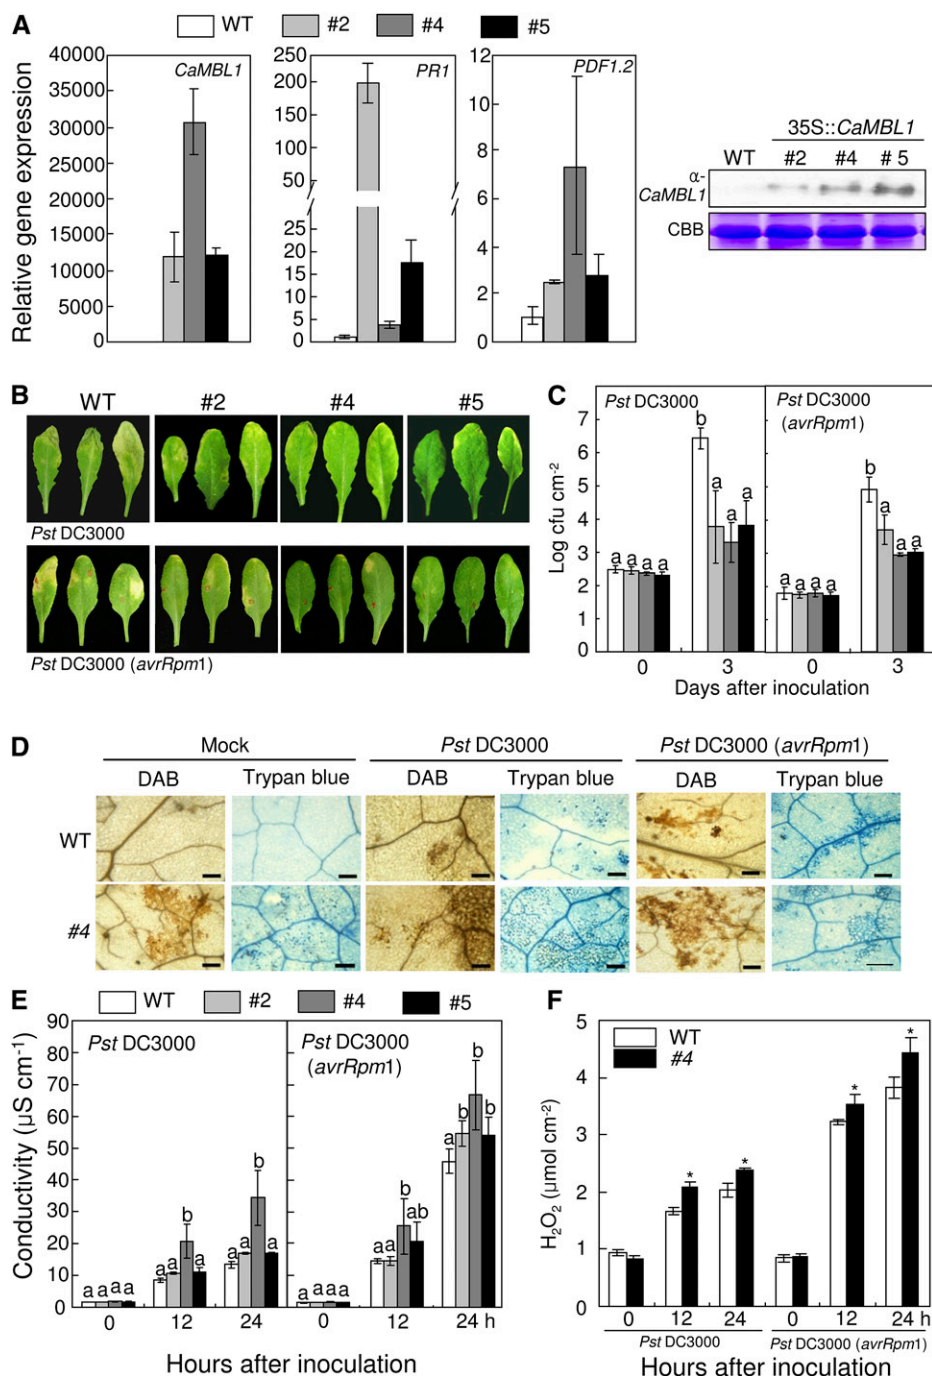 A
WT #2 #4 #5
Relative gene expression
CaMBL1
40000
35000
30000
25000
20000
15000
10000
5000
0
PR1
250
200
150
100
50
25
20
15
10
5
0
PDF1.2
12
10
8
6
4
2
0
35S::CaMBL1
WT #2 #4 # 5
α-
CaMBL1
CBB
B
WT #2 #4 #5
Pst DC3000
Pst DC3000 (avrRpm1)
C
Log cfu cm-2
7
6
5
4
3
2
1
0
Pst DC3000
b
a a a
a a a a
Pst DC3000
(avrRpm1)
b
a
a a
a a a a
0 3 0 3
Days after inoculation
D
Mock Pst DC3000 Pst DC3000 (avrRpm1)
DAB Trypan blue DAB Trypan blue DAB Trypan blue
WT
#4
E
WT #2 #4 #5
Conductivity (µS cm-1)
90
80
70
60
50
40
30
20
10
0
Pst DC3000
a a a a
a a b a
a a b a
Pst DC3000
(avrRpm1)
a a a a
a a b ab
a b b b
0 12 24 0 12 24 h
Hours after inoculation
F
WT
#4
H2O2 (µmol cm-2)
5
4
3
2
1
0
* * * *
0 12 24 0 12 24 h
Pst DC3000 Pst DC3000 (avrRpm1)
Hours after inoculation